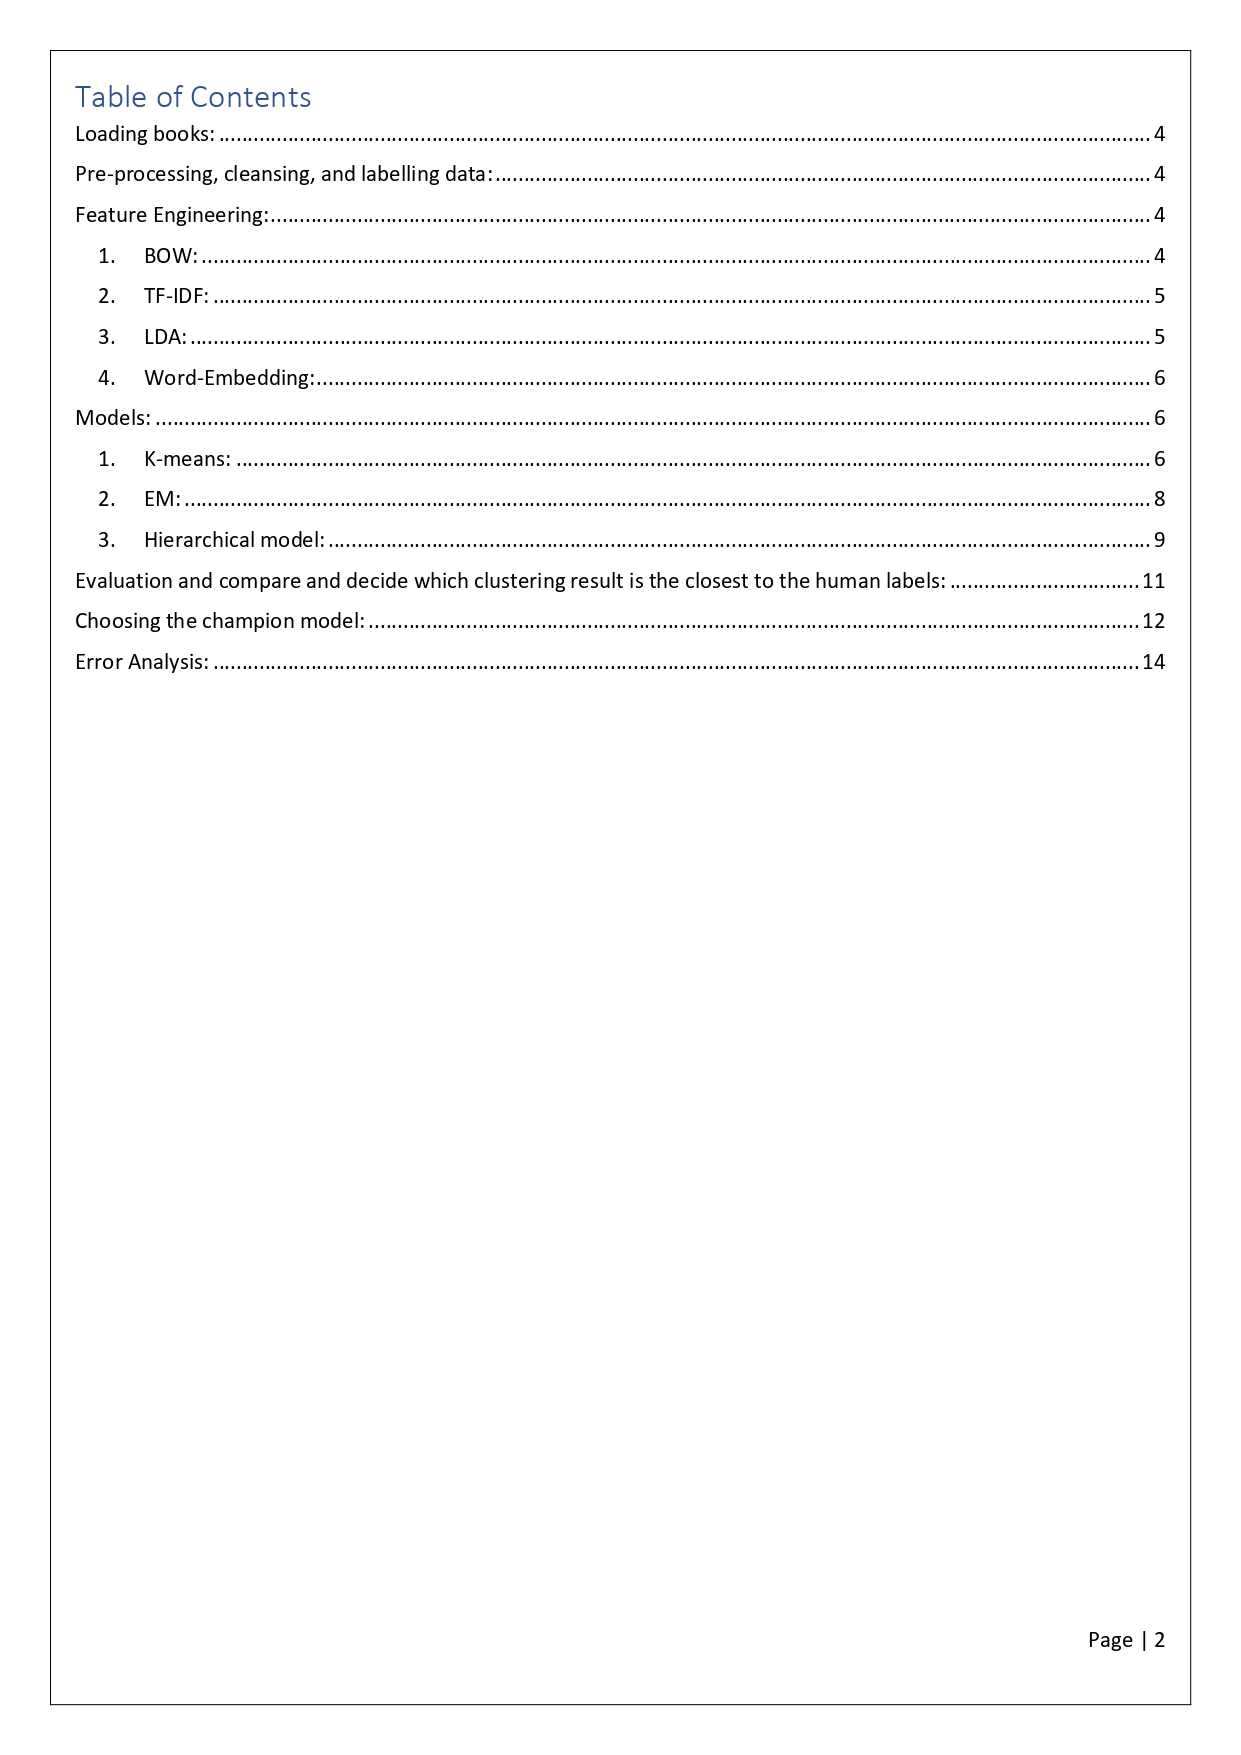 Table of Contents
Loading books: ........................................................................................................ 4
Pre-processing, cleansing, and labelling data: ........................................................................................................ 4
Feature Engineering: ........................................................................................................ 4
1. BOW: ........................................................................................................ 4
2. TF-IDF: ........................................................................................................ 5
3. LDA: ........................................................................................................ 5
4. Word-Embedding: ........................................................................................................ 6
Models: ........................................................................................................ 6
1. K-means: ........................................................................................................ 6
2. EM: ........................................................................................................ 8
3. Hierarchical model: ........................................................................................................ 9
Evaluation and compare and decide which clustering result is the closest to the human labels: ................................. 11
Choosing the champion model: ........................................................................................................ 12
Error Analysis: ........................................................................................................ 14
Page | 2